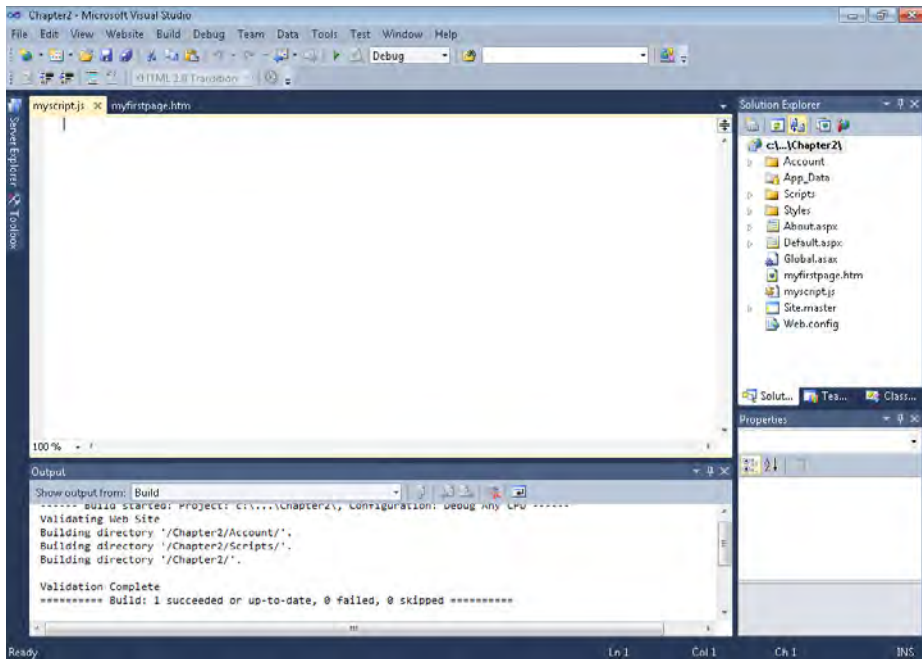 Chapter2 - Microsoft Visual Studio
File Edit View Website Build Debug Team Data Tools Test Window Help
Debug
XHTML 1.0 Transition
myscript.js × myfirstpage.htm
Server Explorer
Toolbox
100 %
Solution Explorer
c:\...\Chapter2\
Account
App_Data
Scripts
Styles
About.aspx
Default.aspx
Global.asax
myfirstpage.htm
myscript.js
Site.master
Web.config
Solut... Tea... Class...
Properties
Output
Show output from: Build
------ Build started: Project: c:\...\Chapter2\, Configuration: Debug Any CPU ------
Validating Web Site
Building directory '/Chapter2/Account/'.
Building directory '/Chapter2/Scripts/'.
Building directory '/Chapter2/'.
Validation Complete
========== Build: 1 succeeded or up-to-date, 0 failed, 0 skipped ==========
Ready Ln 1 Col 1 Ch 1 INS